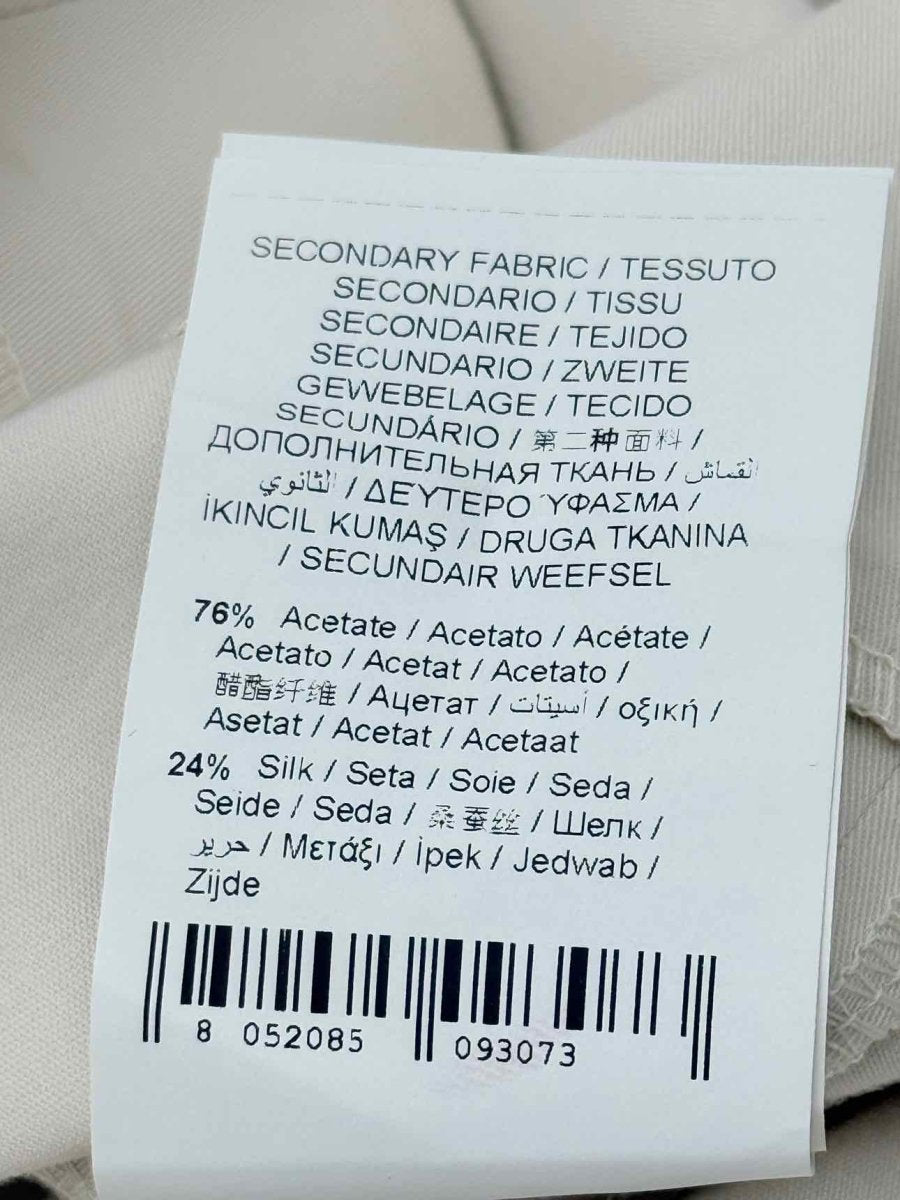 SECONDARY FABRIC / TESSUTO
SECONDARIO / TISSU
SECONDAIRE / TEJIDO
SECUNDARIO / ZWEITE
GEWEBELAGE / TECIDO
SECUNDÁRIO / 第二种面料 /
ДОПОЛНИТЕЛЬНАЯ ТКАНЬ / القماش
الثانوي / ΔΕΎΤΕΡΟ ΎΦΑΣΜΑ /
İKINCIL KUMAŞ / DRUGA TKANINA
/ SECUNDAIR WEEFSEL
76% Acetate / Acetato / Acétate /
Acetato / Acetat / Acetato /
醋酯纤维 / Ацетат / أسيتات / οξική /
Asetat / Acetat / Acetaat
24% Silk / Seta / Soie / Seda /
Seide / Seda / 桑蚕丝 / Шелк /
حرير / Μετάξι / İpek / Jedwab /
Zijde
8 052085 093073